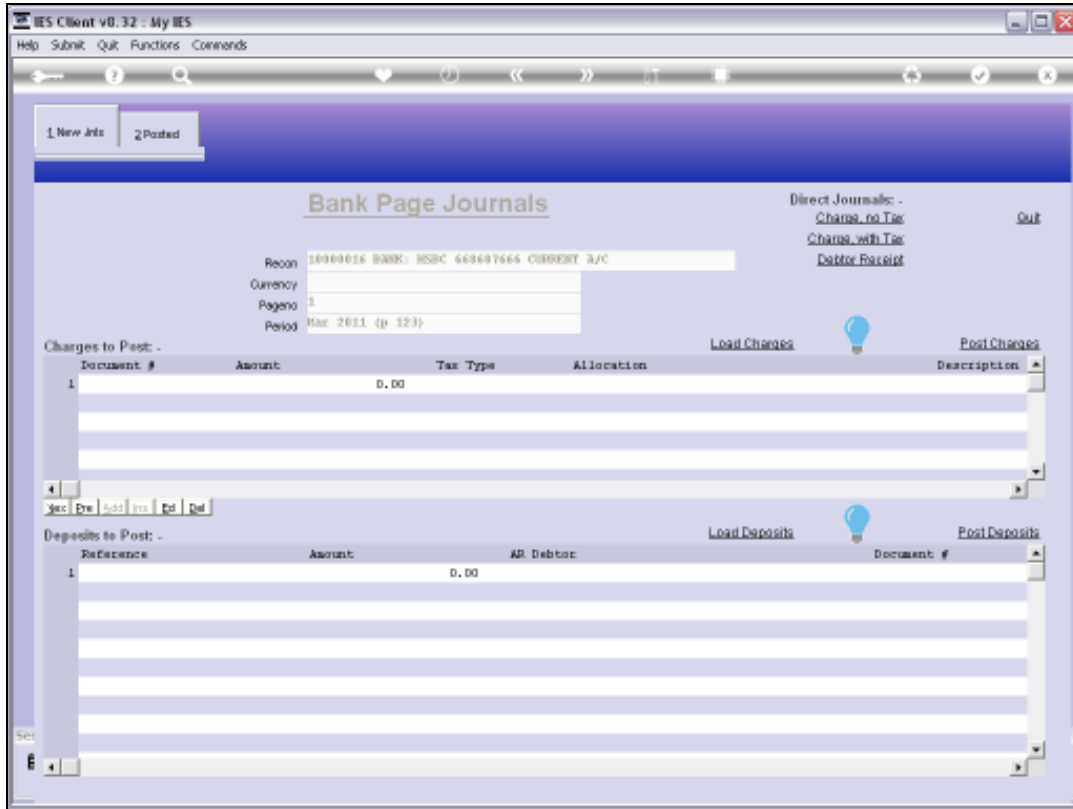 IES Client v8.32 : My IES
Help Submit Quit Functions Commands
1 New Jnls 2 Posted
Bank Page Journals
Direct Journals: -
Charge, no Tax
Quit
Charge, with Tax
Debtor Receipt
Recon 10000016 BANK: HSBC 660607666 CURRENT A/C
Currency
Pageno 1
Period Mar 2011 (p 123)
Charges to Post: - Load Charges Post Charges
Document # Amount Tax Type Allocation Description
1 0.00
Nex Pre Add Ins Ed Del
Deposits to Post: - Load Deposits Post Deposits
Reference Amount AR Debtor Document #
1 0.00